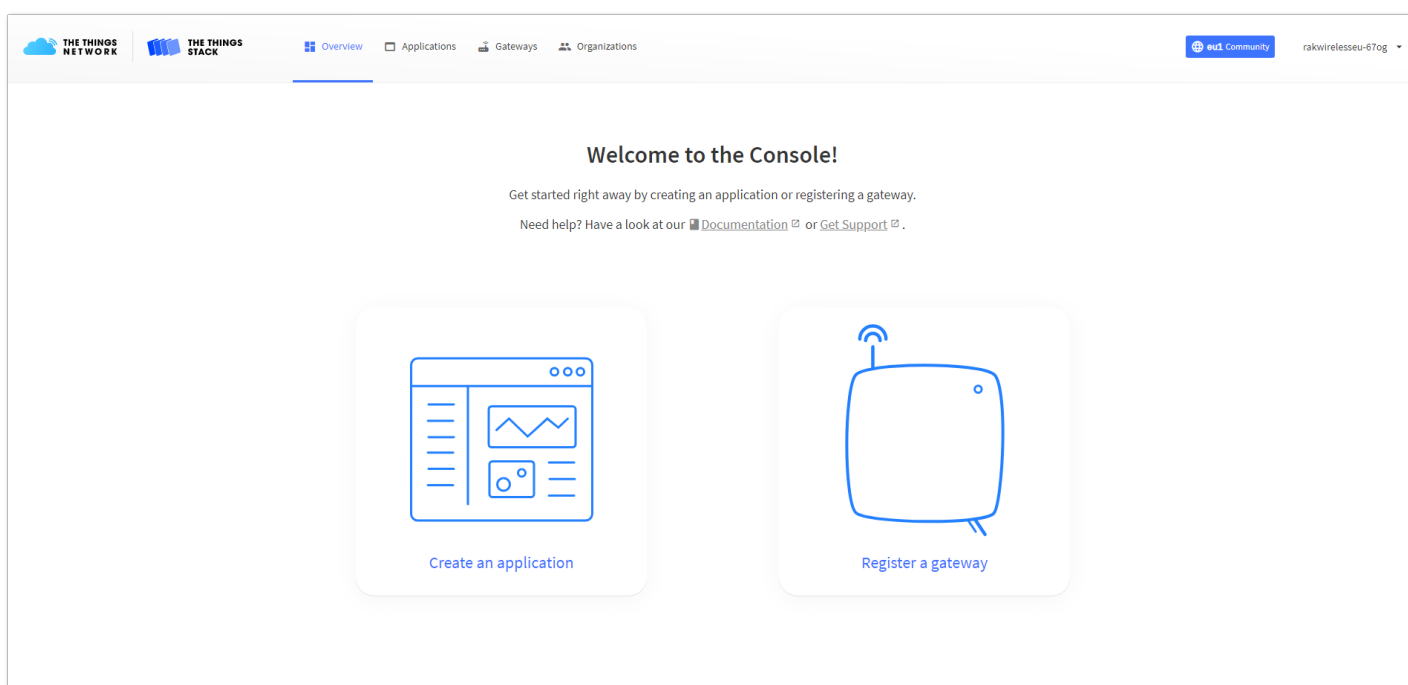 THE THINGS NETWORK THE THINGS STACK Overview Applications Gateways Organizations eu1 Community rakwirelesseu-67og
Welcome to the Console!
Get started right away by creating an application or registering a gateway.
Need help? Have a look at our Documentation or Get Support .
Create an application Register a gateway